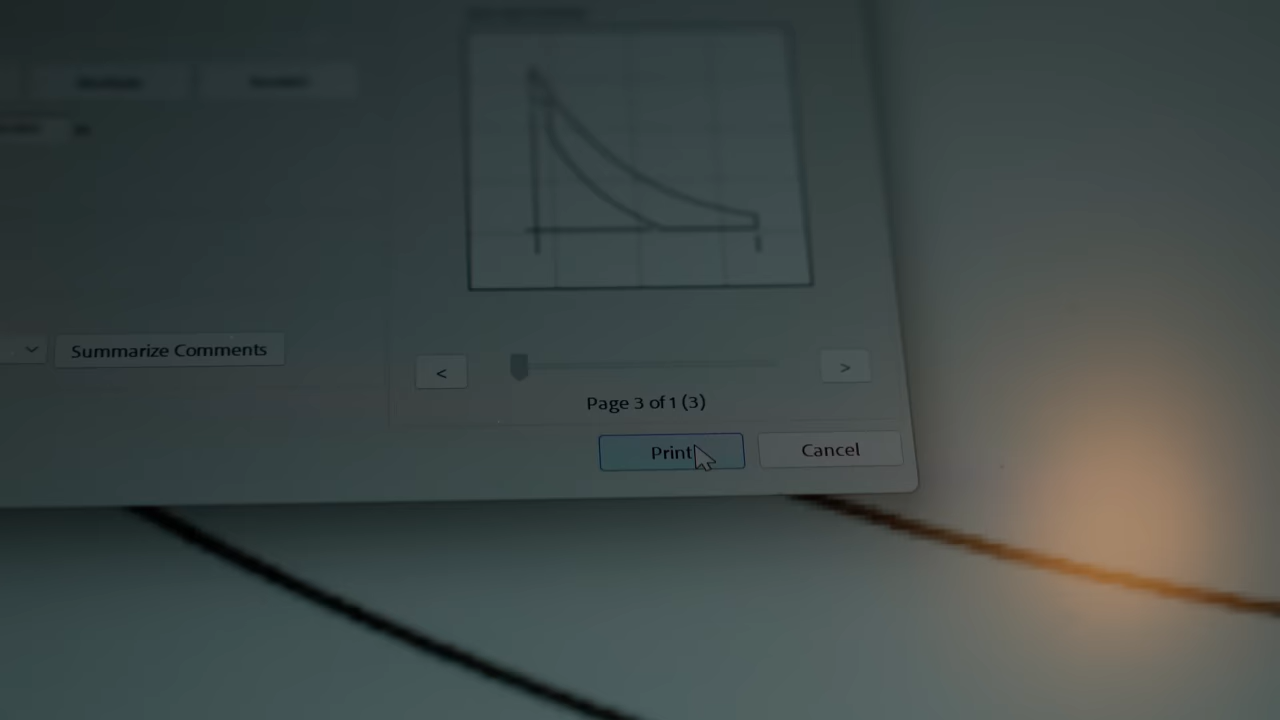 Summarize Comments
<
>
Page 3 of 1 (3)
Print
Cancel